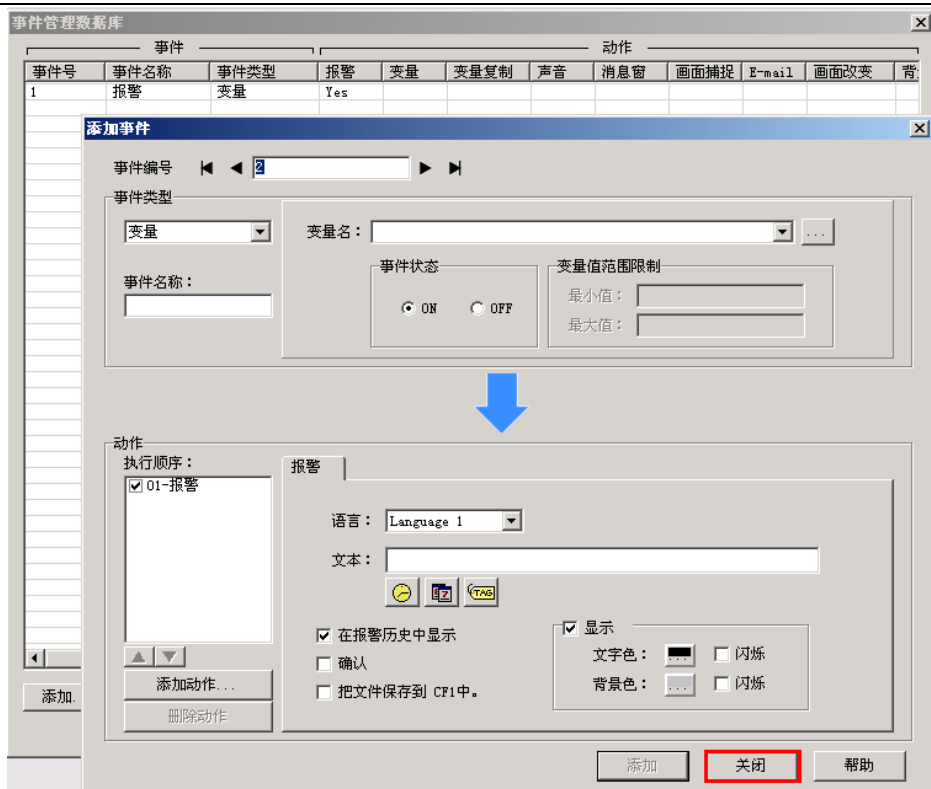 事件管理数据库
事件 动作
事件号 事件名称 事件类型 报警 变量 变量复制 声音 消息窗 画面捕捉 E-mail 画面改变 背
1 报警 变量 Yes
添加事件
事件编号 2
事件类型
变量 变量名： ...
事件名称：
事件状态 变量值范围限制
ON OFF 最小值：
最大值：
动作
执行顺序：
01-报警
报警
语言： Language 1
文本：
TAG
在报警历史中显示
确认
把文件保存到 CF1中。
显示
文字色： ... 闪烁
背景色： ... 闪烁
添加动作...
删除动作
添加.
添加 关闭 帮助